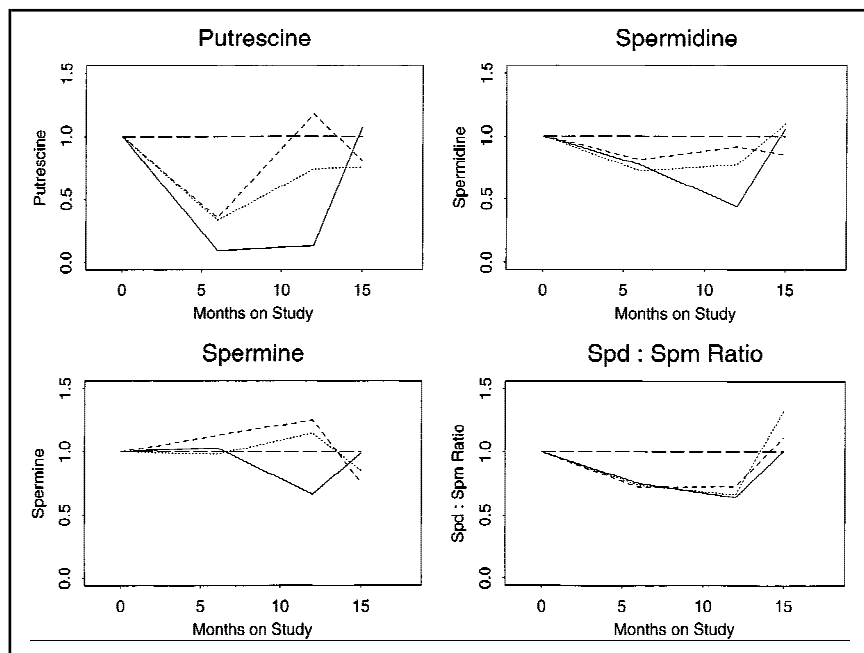 Putrescine
Putrescine
1.5
1.0
0.5
0.0
0 5 10 15
Months on Study
Spermidine
Spermidine
1.5
1.0
0.5
0.0
0 5 10 15
Months on Study
Spermine
Spermine
1.5
1.0
0.5
0.0
0 5 10 15
Months on Study
Spd : Spm Ratio
Spd : Spm Ratio
1.5
1.0
0.5
0.0
0 5 10 15
Months on Study